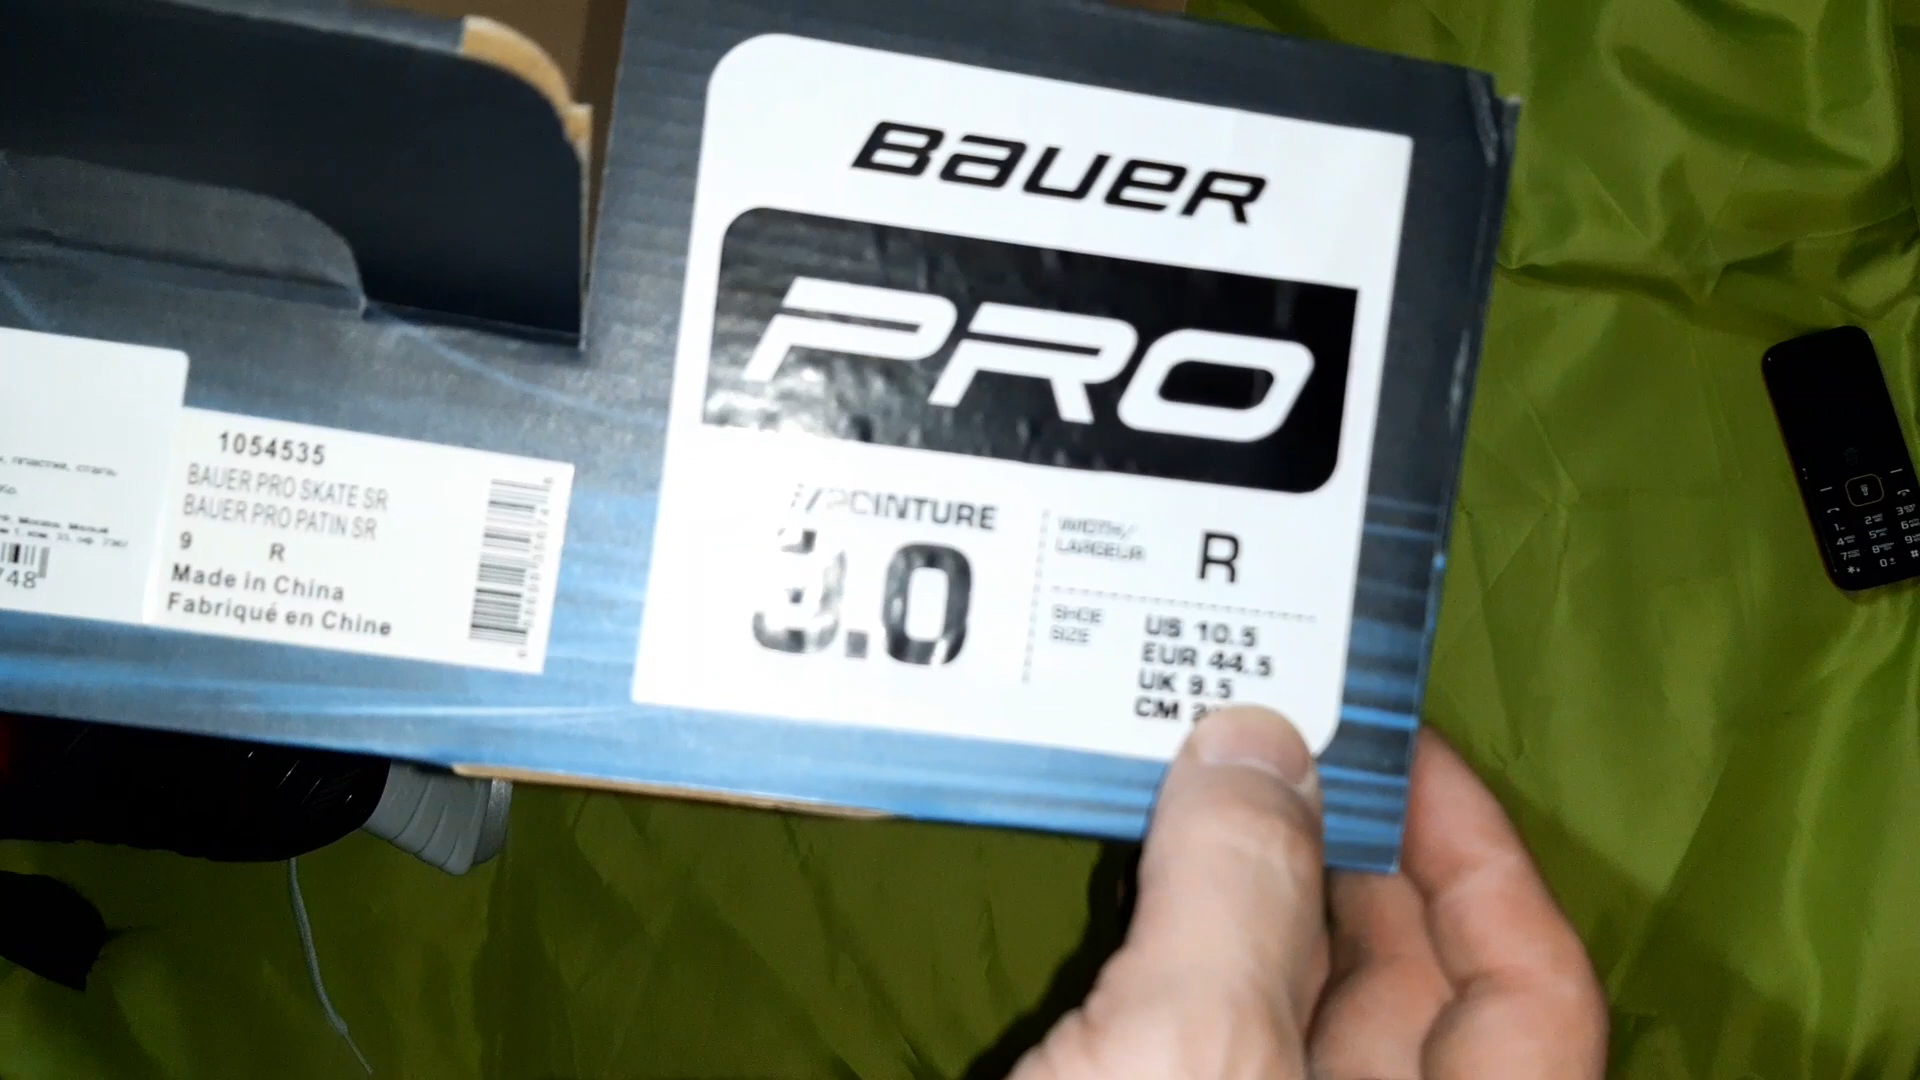 BAUER
PRO
/POINTURE
3.0
WIDTH/
LARGEUR
R
SHOE
SIZE
US 10.5
EUR 44.5
UK 9.5
CM
1054535
BAUER PRO SKATE SR
BAUER PRO PATIN SR
9 R
Made in China
Fabriqué en Chine
748